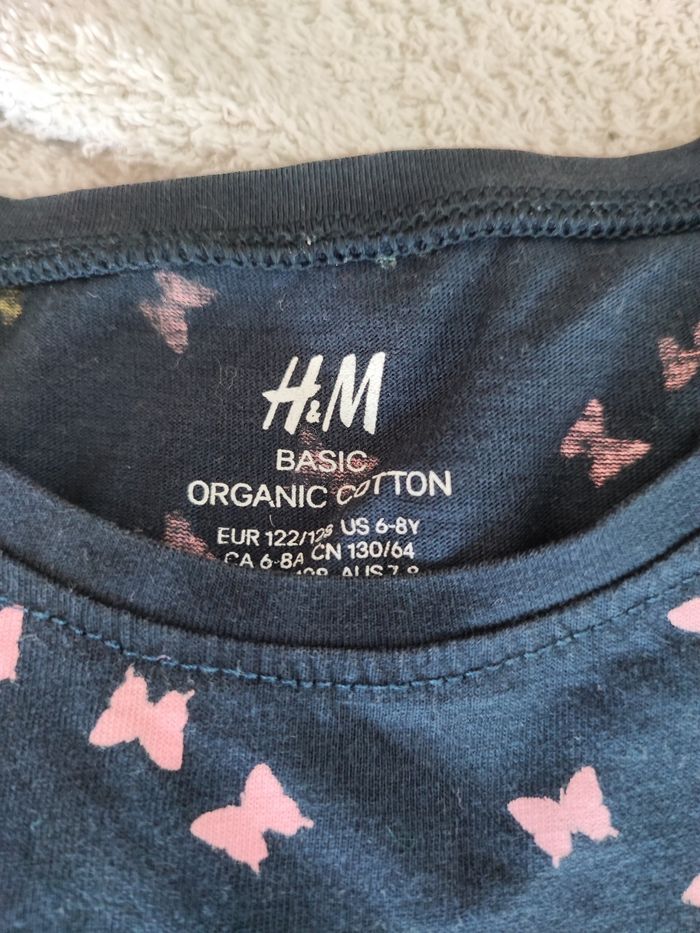 H&M
BASIC
ORGANIC COTTON
EUR 122/128 US 6-8Y
CA 6-8A CN 130/64